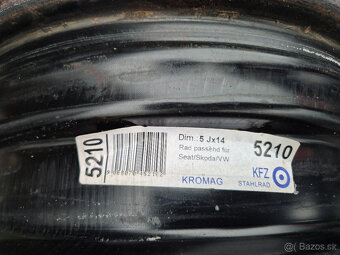 5210
Dim.: 5 Jx14
Rad passend für
Seat/Skoda/VW
5210
KROMAG
KFZ
STAHLRAD
Bazos.sk